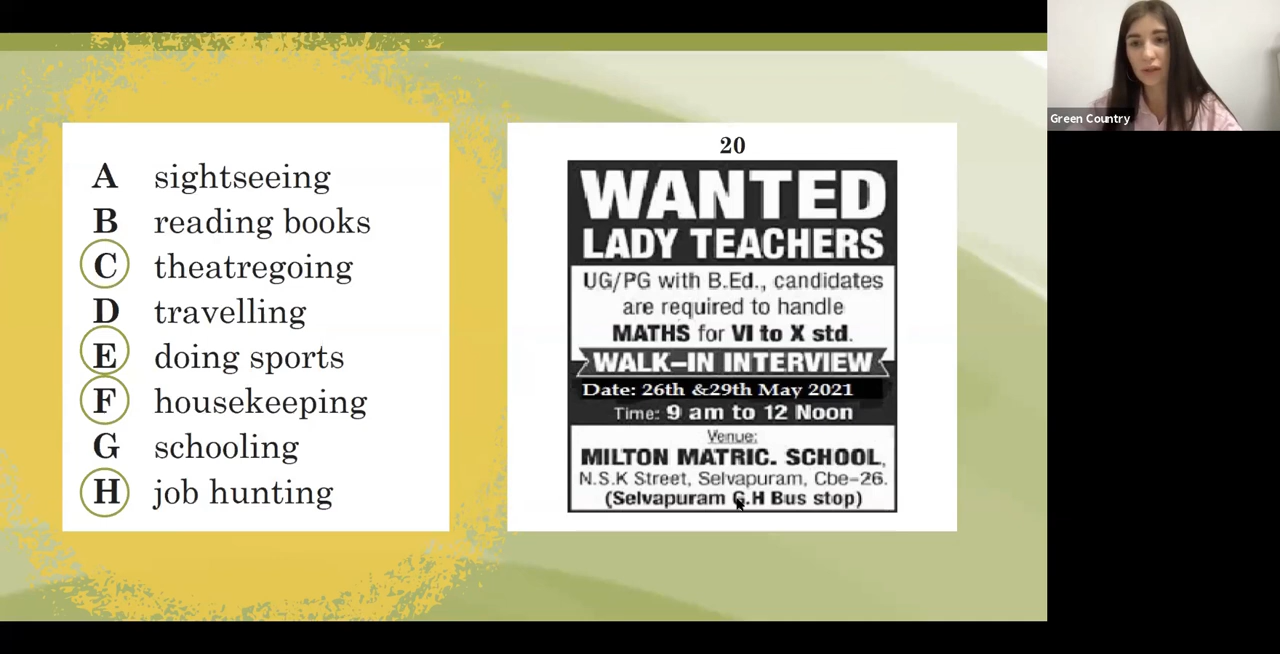 A sightseeing
B reading books
C theatregoing
D travelling
E doing sports
F housekeeping
G schooling
H job hunting
20
WANTED
LADY TEACHERS
UG/PG with B.Ed., candidates
are required to handle
MATHS for VI to X std.
WALK-IN INTERVIEW
Date: 26th &29th May 2021
Time: 9 am to 12 Noon
Venue:
MILTON MATRIC. SCHOOL,
N.S.K Street, Selvapuram, Cbe-26.
(Selvapuram G.H Bus stop)
Green Country